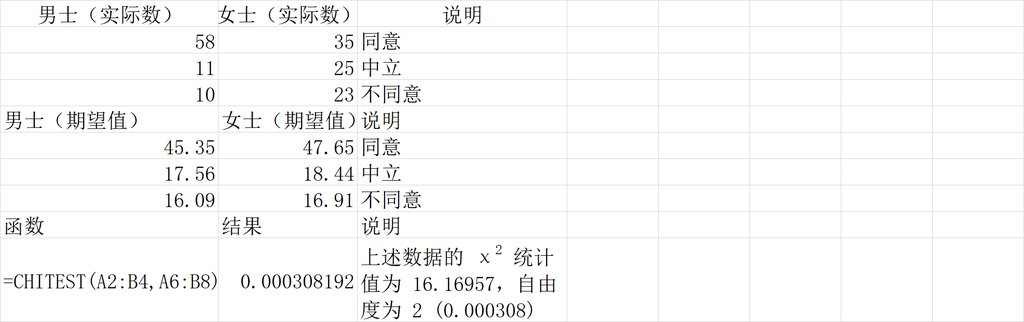 男士（实际数） 女士（实际数） 说明
58 35 同意
11 25 中立
10 23 不同意
男士（期望值） 女士（期望值） 说明
45.35 47.65 同意
17.56 18.44 中立
16.09 16.91 不同意
函数 结果 说明
=CHITEST(A2:B4,A6:B8) 0.000308192 上述数据的 x² 统计
值为 16.16957，自由
度为 2 (0.000308)